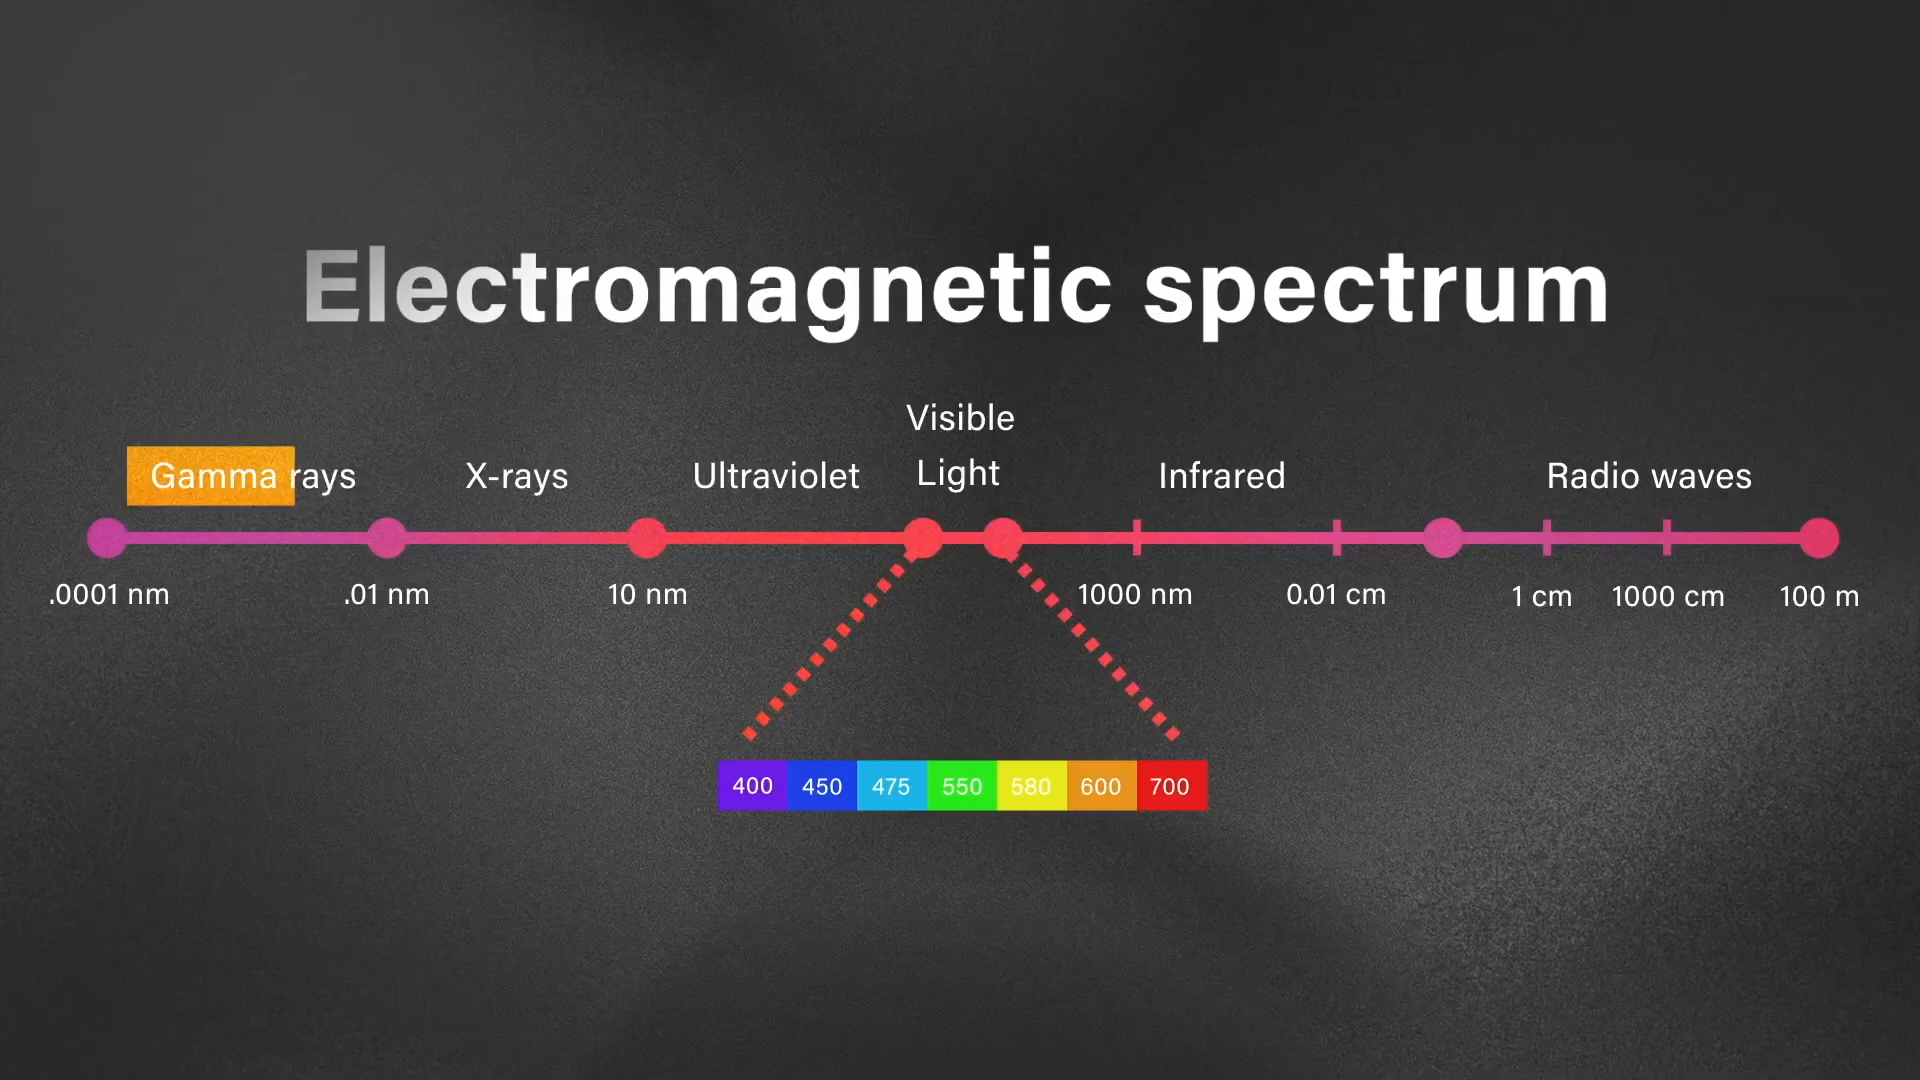 Electromagnetic spectrum
Visible
Light
Gamma rays
X-rays
Ultraviolet
Infrared
Radio waves
.0001 nm
.01 nm
10 nm
1000 nm
0.01 cm
1 cm
1000 cm
100 m
400 450 475 550 580 600 700